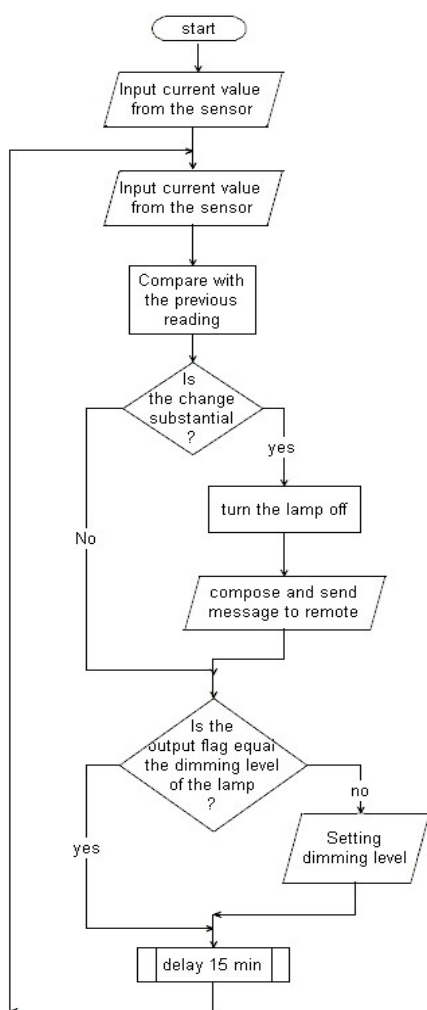 start
Input current value
from the sensor
Input current value
from the sensor
Compare with
the previous
reading
Is
the change
substantial
?
yes
No
turn the lamp off
compose and send
message to remote
Is the
output flag equal
the dimming level
of the lamp
?
no
yes
Setting
dimming level
delay 15 min